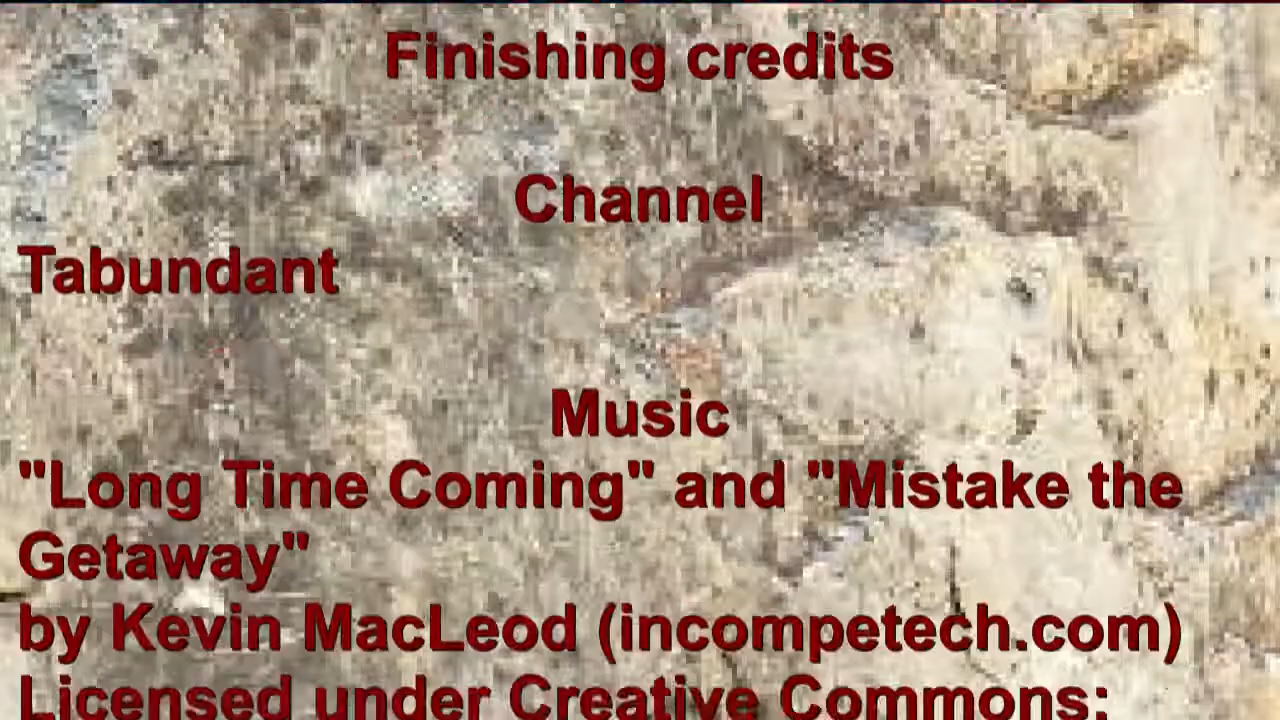 Finishing credits
Channel
Tabundant
Music
"Long Time Coming" and "Mistake the
Getaway"
by Kevin MacLeod (incompetech.com)
Licensed under Creative Commons: